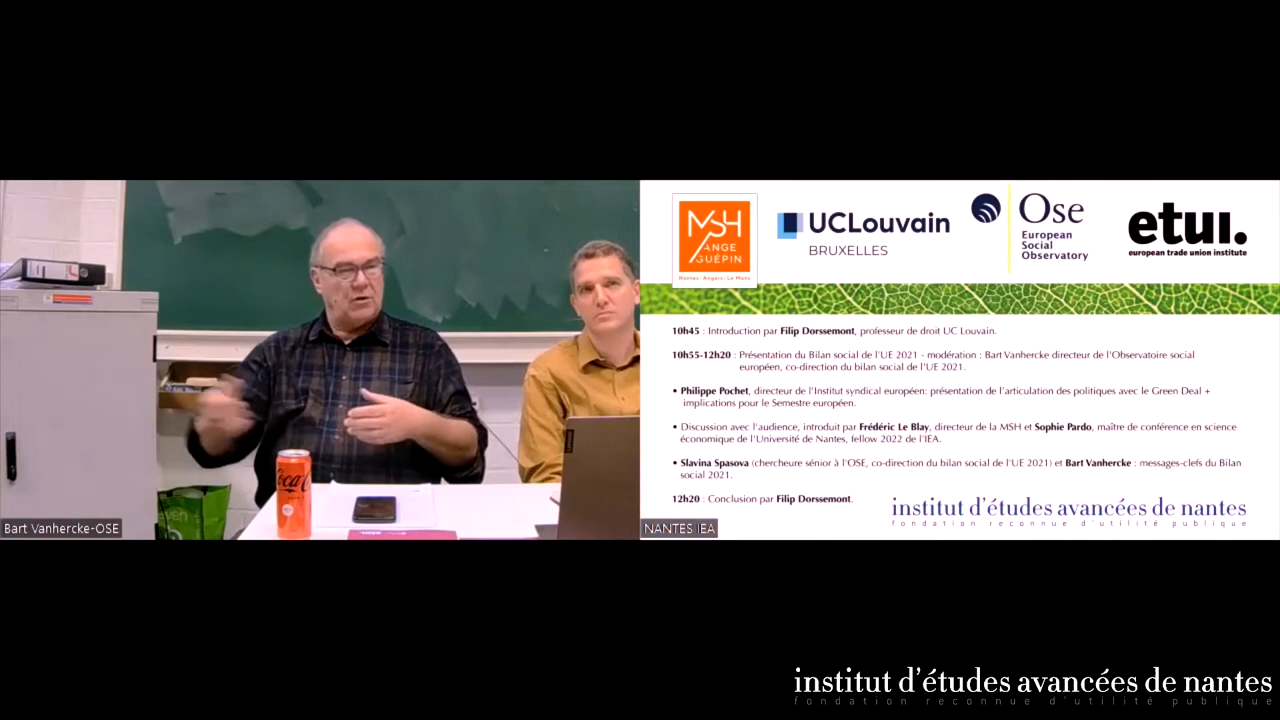 MSH
ANGE
GUÉPIN
Nantes · Angers · Le Mans
UCLouvain
BRUXELLES
Ose
European
Social
Observatory
etui.
european trade union institute
10h45 : Introduction par Filip Dorssemont, professeur de droit UC Louvain.
10h55-12h20 : Présentation du Bilan social de l'UE 2021 - modération : Bart Vanhercke directeur de l'Observatoire social
européen, co-direction du bilan social de l'UE 2021.
• Philippe Pochet, directeur de l'Institut syndical européen: présentation de l'articulation des politiques avec le Green Deal +
implications pour le Semestre européen.
• Discussion avec l'audience, introduit par Frédéric Le Blay, directeur de la MSH et Sophie Pardo, maître de conférence en science
économique de l'Université de Nantes, fellow 2022 de l'IEA.
• Slavina Spasova (chercheure sénior à l'OSE, co-direction du bilan social de l'UE 2021) et Bart Vanhercke : messages-clefs du Bilan
social 2021.
12h20 : Conclusion par Filip Dorssemont.
institut d'études avancées de nantes
fondation reconnue d'utilité publique
Bart Vanhercke-OSE
NANTES IEA
institut d'études avancées de nantes
fondation reconnue d'utilité publique